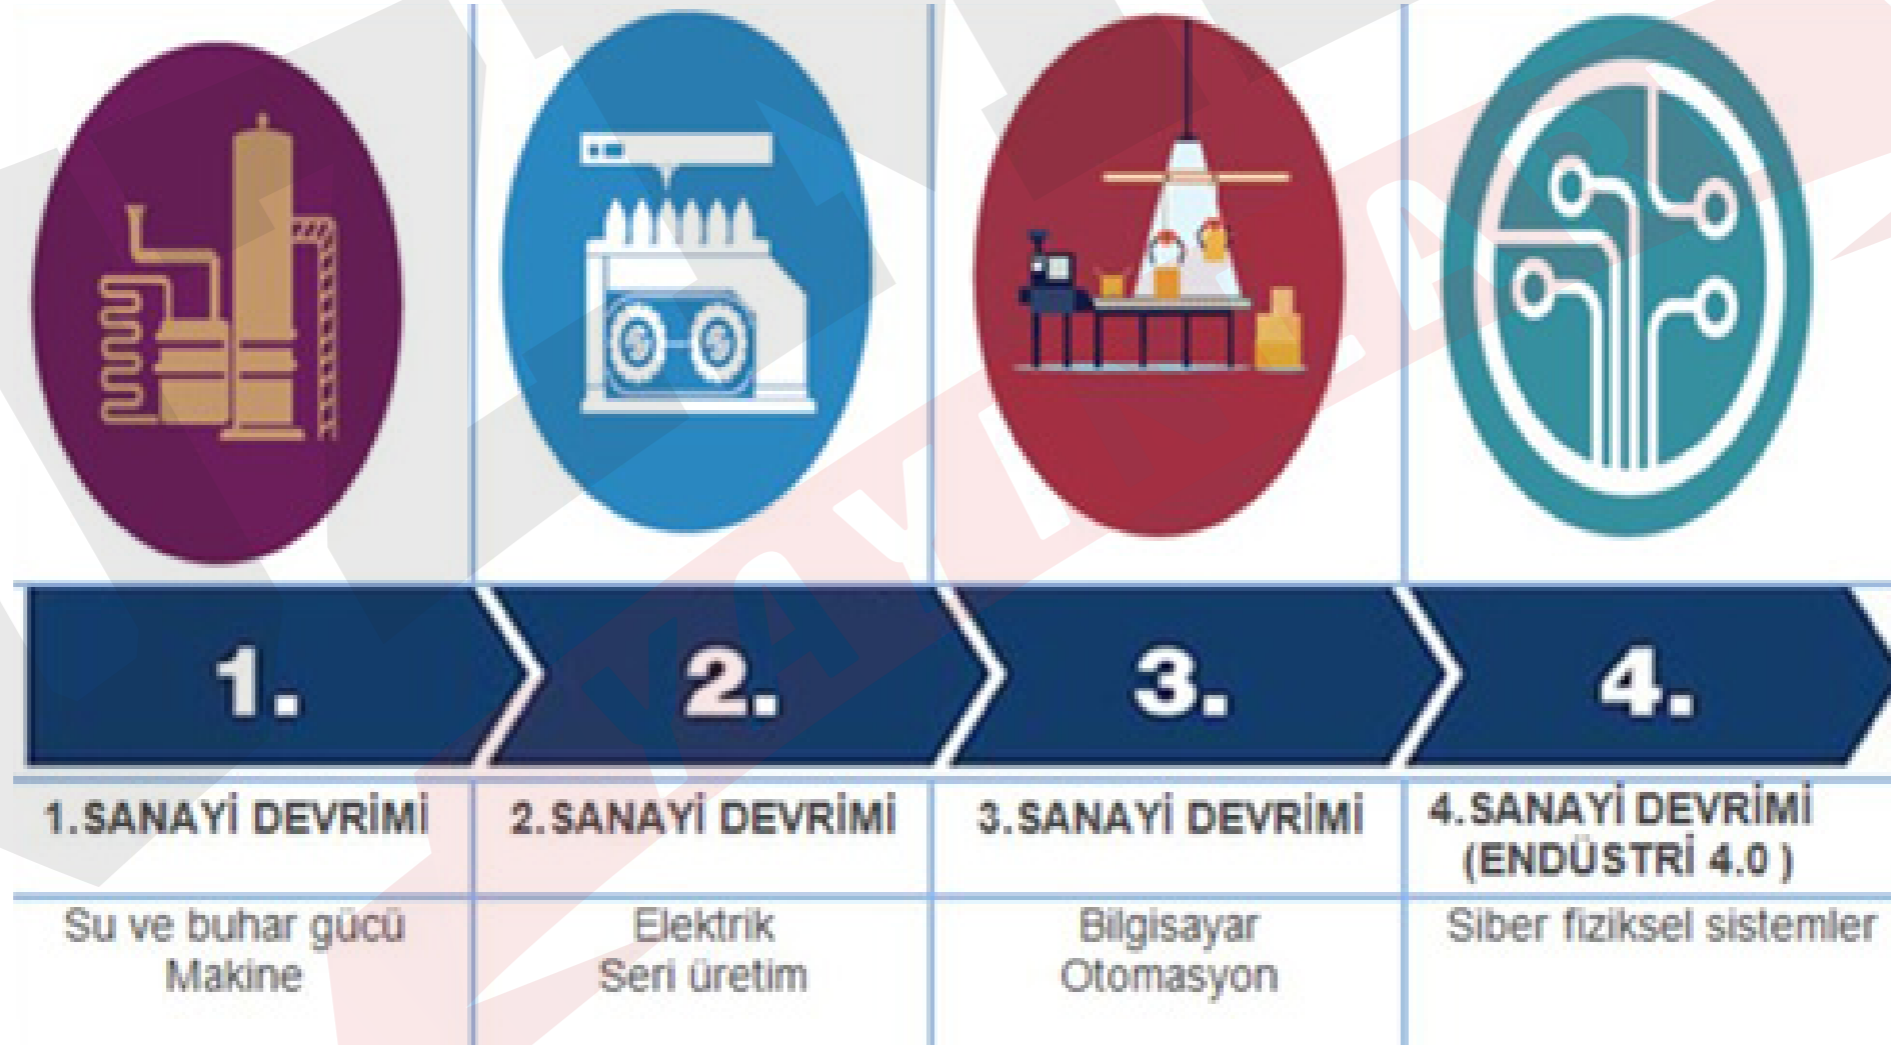 1.
2.
3.
4.
1.SANAYİ DEVRİMİ
2.SANAYİ DEVRİMİ
3.SANAYİ DEVRİMİ
4.SANAYİ DEVRİMİ
(ENDÜSTRİ 4.0 )
Su ve buhar gücü
Makine
Elektrik
Seri üretim
Bilgisayar
Otomasyon
Siber fiziksel sistemler